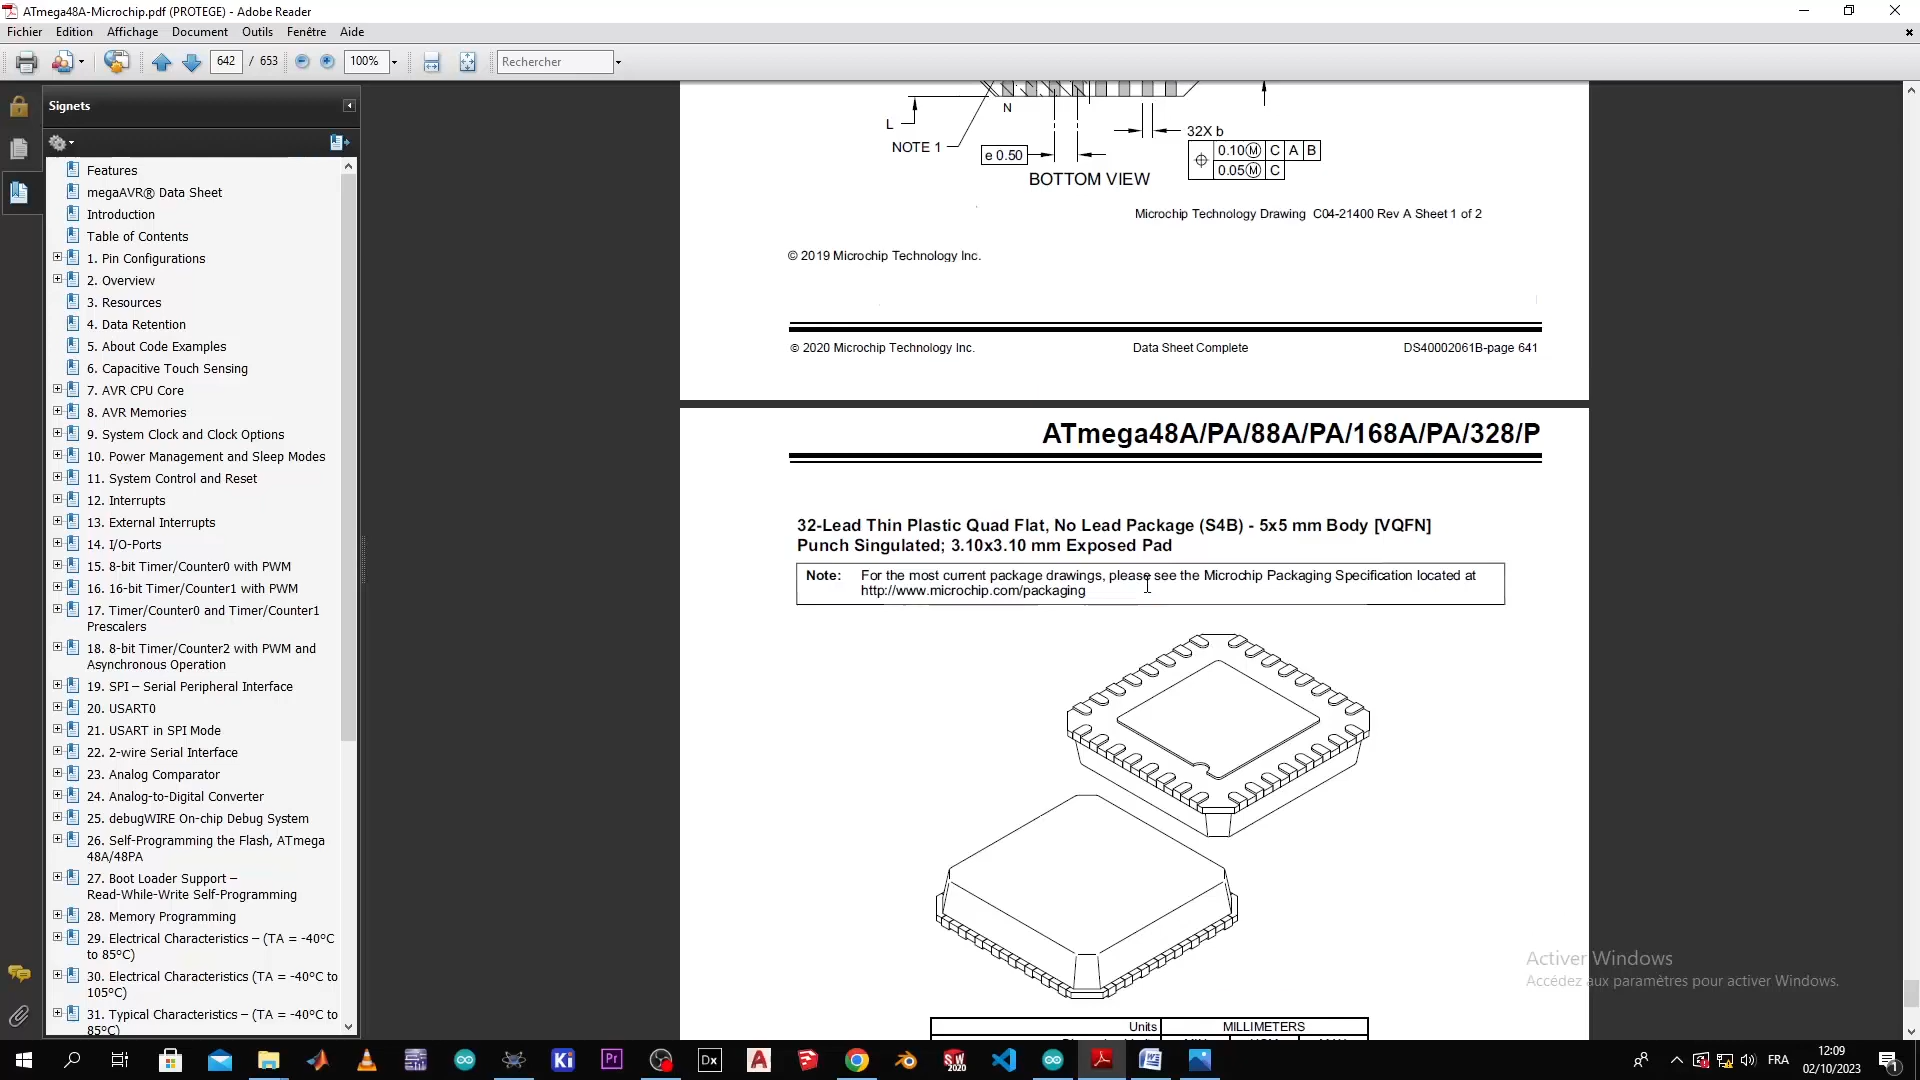 ATmega48A-Microchip.pdf (PROTEGE) - Adobe Reader
Fichier Edition Affichage Document Outils Fenêtre Aide
642 / 653 100% Rechercher
Signets
Features
megaAVR® Data Sheet
Introduction
Table of Contents
1. Pin Configurations
2. Overview
3. Resources
4. Data Retention
5. About Code Examples
6. Capacitive Touch Sensing
7. AVR CPU Core
8. AVR Memories
9. System Clock and Clock Options
10. Power Management and Sleep Modes
11. System Control and Reset
12. Interrupts
13. External Interrupts
14. I/O-Ports
15. 8-bit Timer/Counter0 with PWM
16. 16-bit Timer/Counter1 with PWM
17. Timer/Counter0 and Timer/Counter1
Prescalers
18. 8-bit Timer/Counter2 with PWM and
Asynchronous Operation
19. SPI – Serial Peripheral Interface
20. USART0
21. USART in SPI Mode
22. 2-wire Serial Interface
23. Analog Comparator
24. Analog-to-Digital Converter
25. debugWIRE On-chip Debug System
26. Self-Programming the Flash, ATmega
48A/48PA
27. Boot Loader Support –
Read-While-Write Self-Programming
28. Memory Programming
29. Electrical Characteristics – (TA = -40°C
to 85°C)
30. Electrical Characteristics (TA = -40°C to
105°C)
31. Typical Characteristics – (TA = -40°C to
85°C)
N
L
NOTE 1
e 0.50
32X b
0.10Ⓜ C A B
0.05Ⓜ C
BOTTOM VIEW
Microchip Technology Drawing C04-21400 Rev A Sheet 1 of 2
© 2019 Microchip Technology Inc.
© 2020 Microchip Technology Inc. Data Sheet Complete DS40002061B-page 641
ATmega48A/PA/88A/PA/168A/PA/328/P
32-Lead Thin Plastic Quad Flat, No Lead Package (S4B) - 5x5 mm Body [VQFN]
Punch Singulated; 3.10x3.10 mm Exposed Pad
Note: For the most current package drawings, please see the Microchip Packaging Specification located at
http://www.microchip.com/packaging
Units MILLIMETERS
Activer Windows
Accédez aux paramètres pour activer Windows.
Ki Pr Dx A SW 2020
FRA
12:09
02/10/2023
1